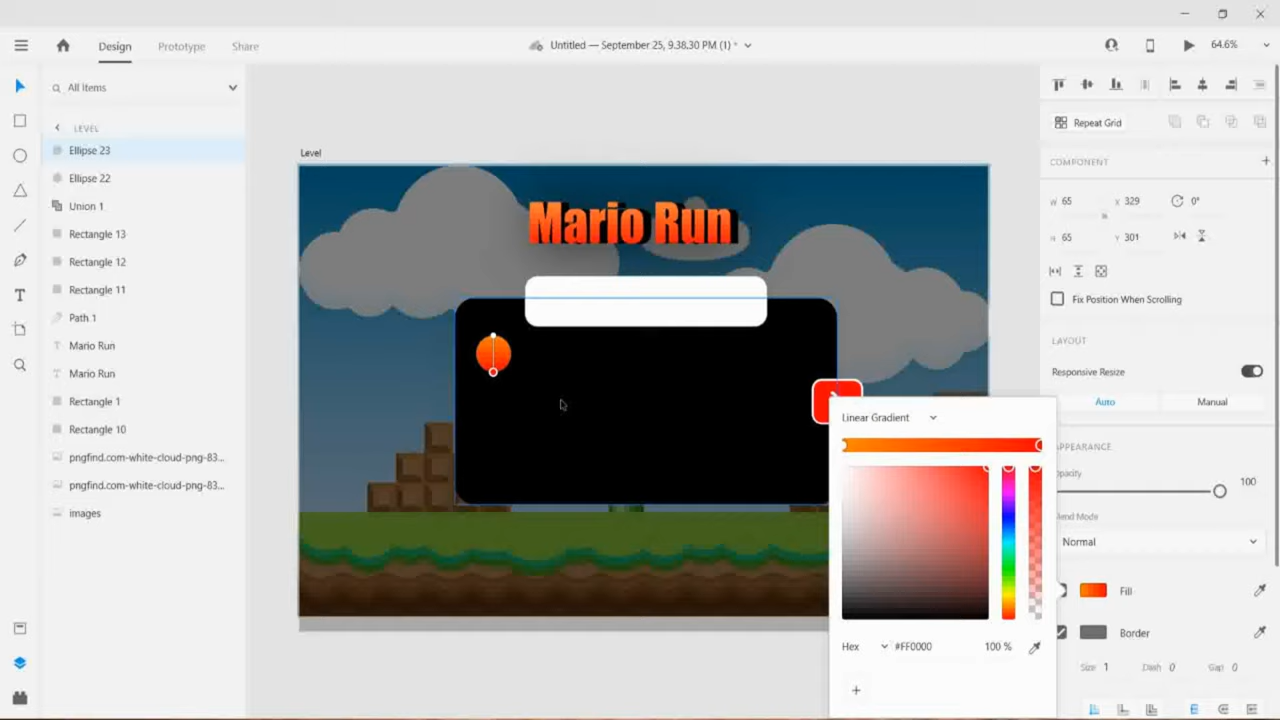 Design
Prototype
Share
Untitled — September 25, 9.38.30 PM (1) *
64.6%
All Items
LEVEL
Ellipse 23
Ellipse 22
Union 1
Rectangle 13
Rectangle 12
Rectangle 11
Path 1
Mario Run
Mario Run
Rectangle 1
Rectangle 10
pngfind.com-white-cloud-png-83...
pngfind.com-white-cloud-png-83...
images
Level
Mario Run
Repeat Grid
COMPONENT
W 65
X 329
0°
H 65
Y 301
Fix Position When Scrolling
LAYOUT
Responsive Resize
Auto
Manual
APPEARANCE
Opacity
100
Blend Mode
Normal
Fill
Border
Size 1
Dash 0
Gap 0
Linear Gradient
Hex
#FF0000
100 %